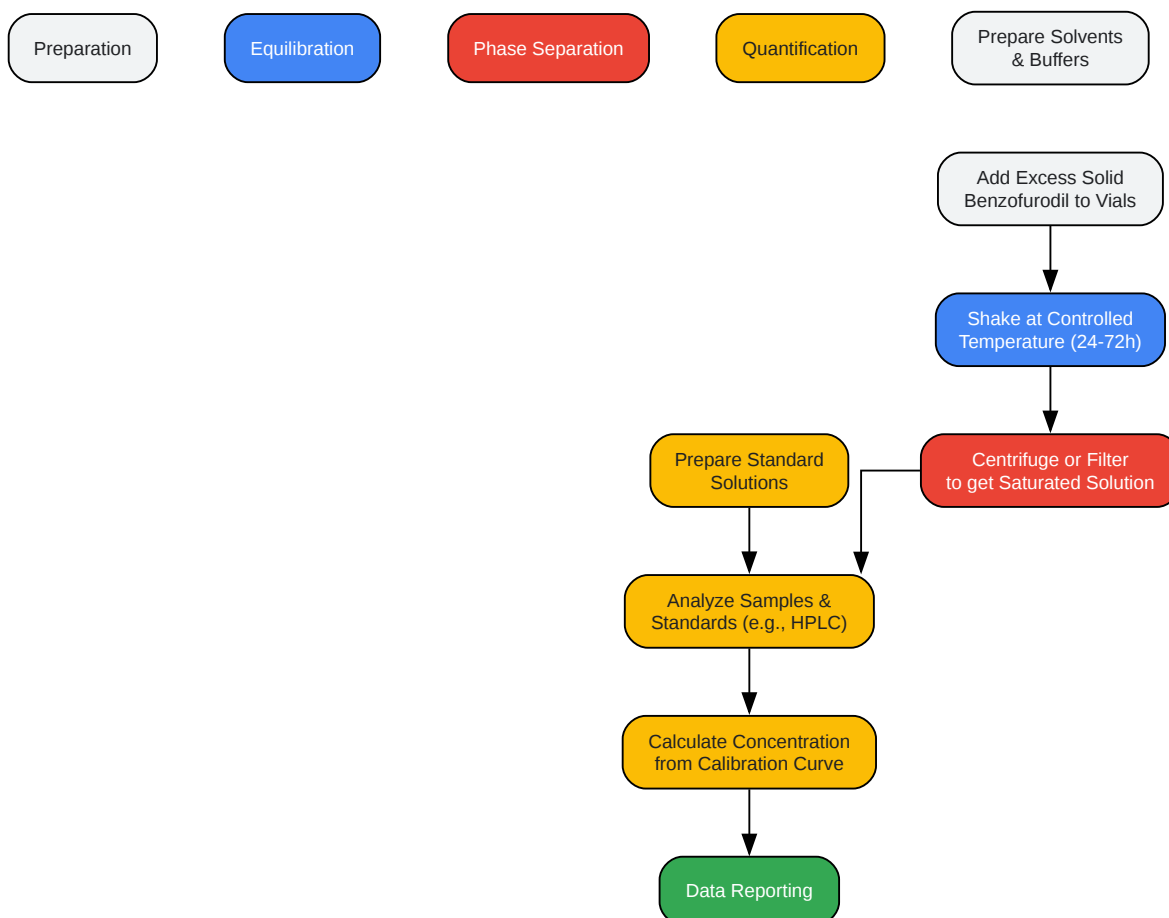 Preparation
Equilibration
Phase Separation
Quantification
Prepare Solvents
& Buffers
Add Excess Solid
Benzofurodil to Vials
Shake at Controlled
Temperature (24-72h)
Prepare Standard
Solutions
Centrifuge or Filter
to get Saturated Solution
Analyze Samples &
Standards (e.g., HPLC)
Calculate Concentration
from Calibration Curve
Data Reporting